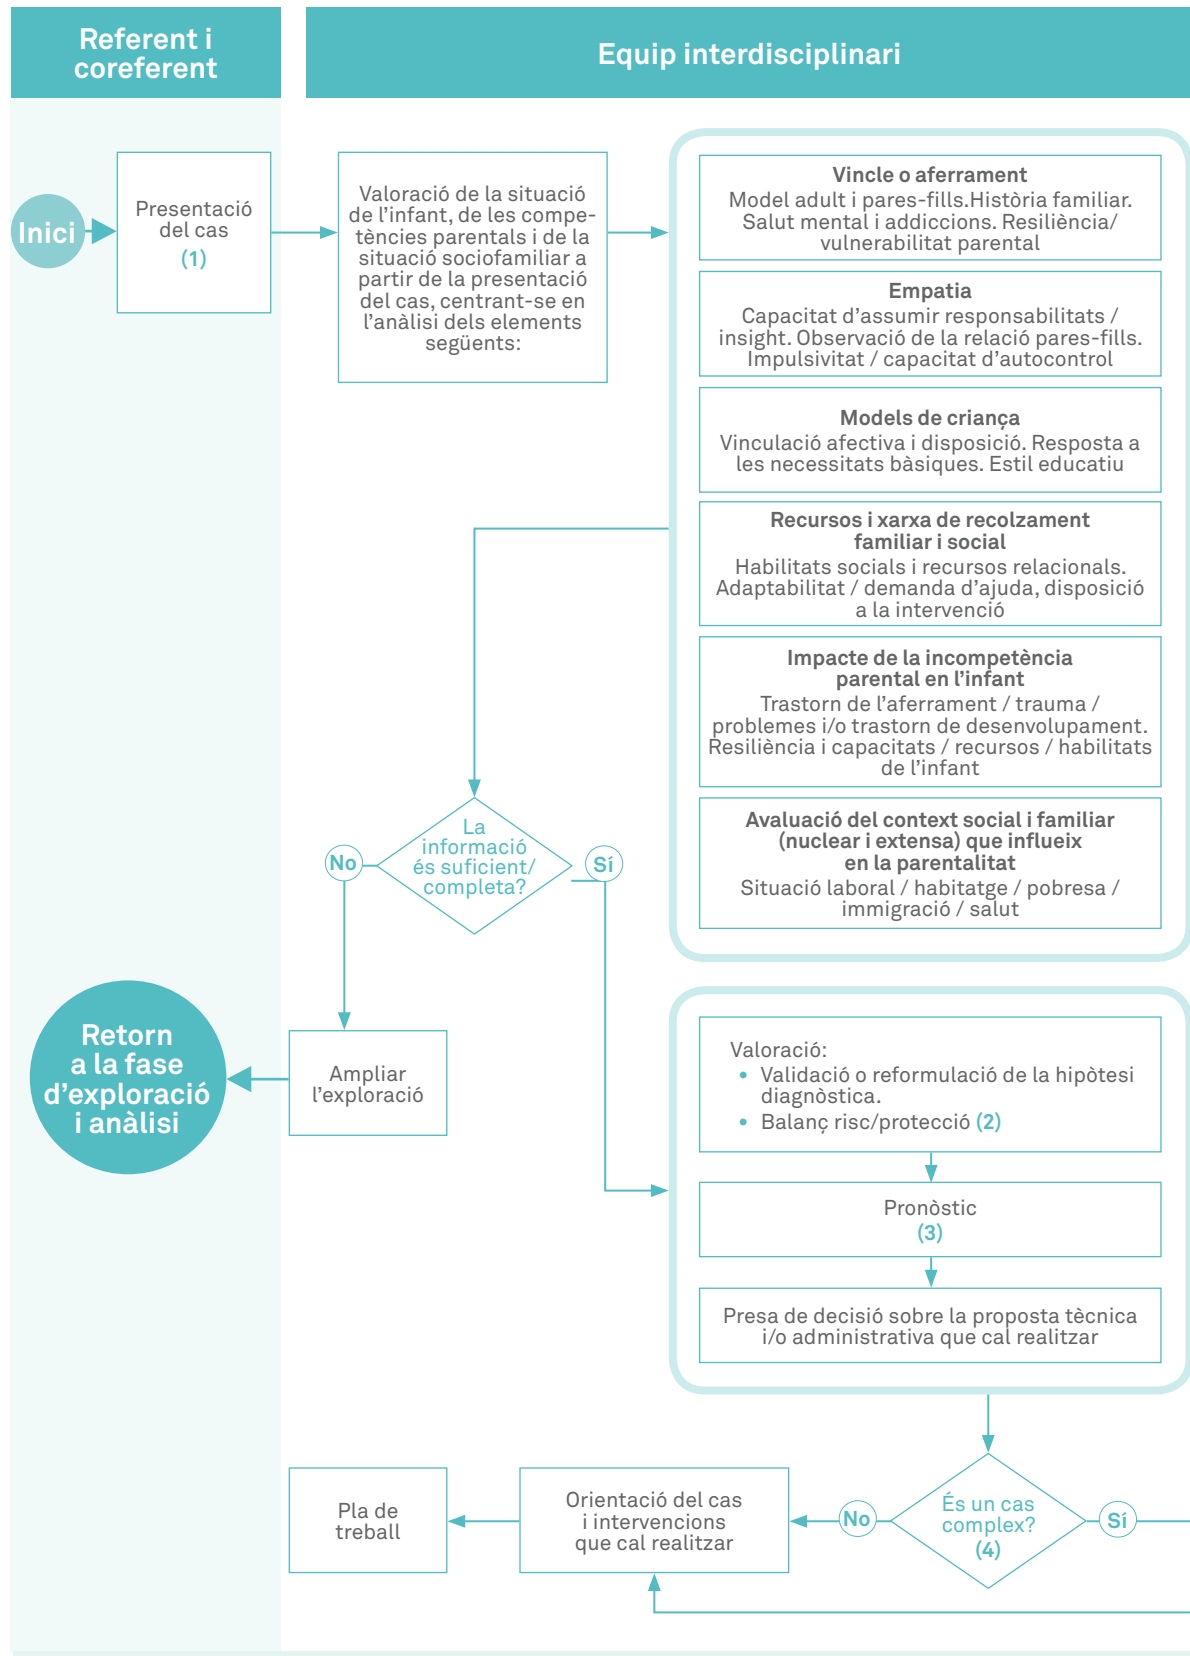 Referent i
coreferent
Equip interdisciplinari
Inici
Presentació
del cas
(1)
Valoració de la situació
de l’infant, de les compe-
tències parentals i de la
situació sociofamiliar a
partir de la presentació
del cas, centrant-se en
l’anàlisi dels elements
següents:
Vincle o aferrament
Model adult i pares-fills.Història familiar.
Salut mental i addiccions. Resiliència/
vulnerabilitat parental
Empatia
Capacitat d’assumir responsabilitats /
insight. Observació de la relació pares-fills.
Impulsivitat / capacitat d’autocontrol
Models de criança
Vinculació afectiva i disposició. Resposta a
les necessitats bàsiques. Estil educatiu
Recursos i xarxa de recolzament
familiar i social
Habilitats socials i recursos relacionals.
Adaptabilitat / demanda d’ajuda, disposició
a la intervenció
Impacte de la incompetència
parental en l’infant
Trastorn de l’aferrament / trauma /
problemes i/o trastorn de desenvolupament.
Resiliència i capacitats / recursos / habilitats
de l’infant
Avaluació del context social i familiar
(nuclear i extensa) que influeix
en la parentalitat
Situació laboral / habitatge / pobresa /
immigració / salut
La
informació
és suficient/
completa?
No
Sí
Ampliar
l’exploració
Retorn
a la fase
d’exploració
i anàlisi
Valoració:
• Validació o reformulació de la hipòtesi
diagnòstica.
• Balanç risc/protecció (2)
Pronòstic
(3)
Presa de decisió sobre la proposta tècnica
i/o administrativa que cal realitzar
És un cas
complex?
(4)
No
Sí
Orientació del cas
i intervencions
que cal realitzar
Pla de
treball